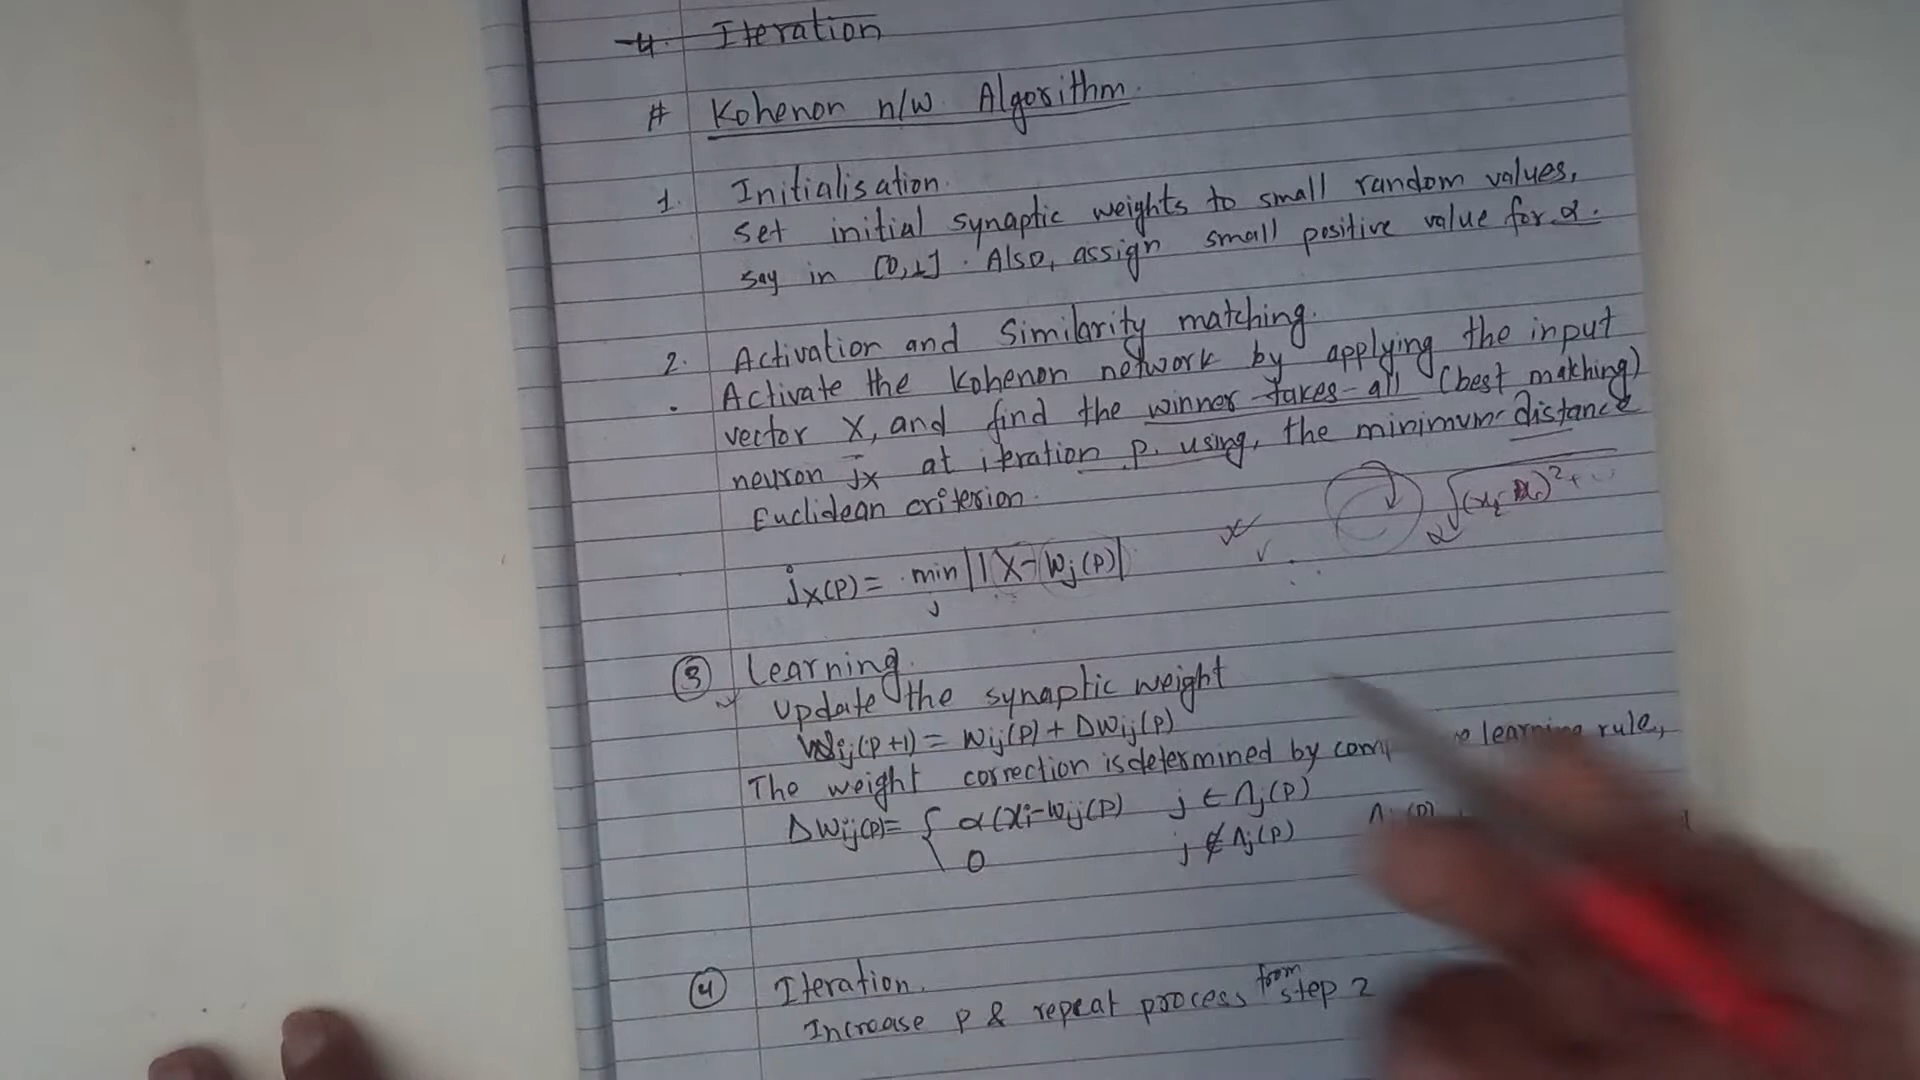 4. Iteration
# Kohenon n/w Algorithm.
1. Initialisation.
set initial synaptic weights to small random values,
say in [0,1]. Also, assign small positive value for α.
2. Activation and Similarity matching.
. Activate the Kohenon network by applying the input
vector X, and find the winner-takes-all (best matching)
neuron jx at iteration p. using, the minimum-distance
Euclidean criterion.
jx(p) = min ||X-Wj(p)|
j
③ Learning.
Update the synaptic weight
Wij(p+1) = Wij(p) + ΔWij(p)
The weight correction is determined by learning rule,
ΔWij(p)= { α(xi-Wij(p) j ∈ Λj(p)
0 j ∉ Λj(p)
④ Iteration.
Increase p & repeat process from step 2